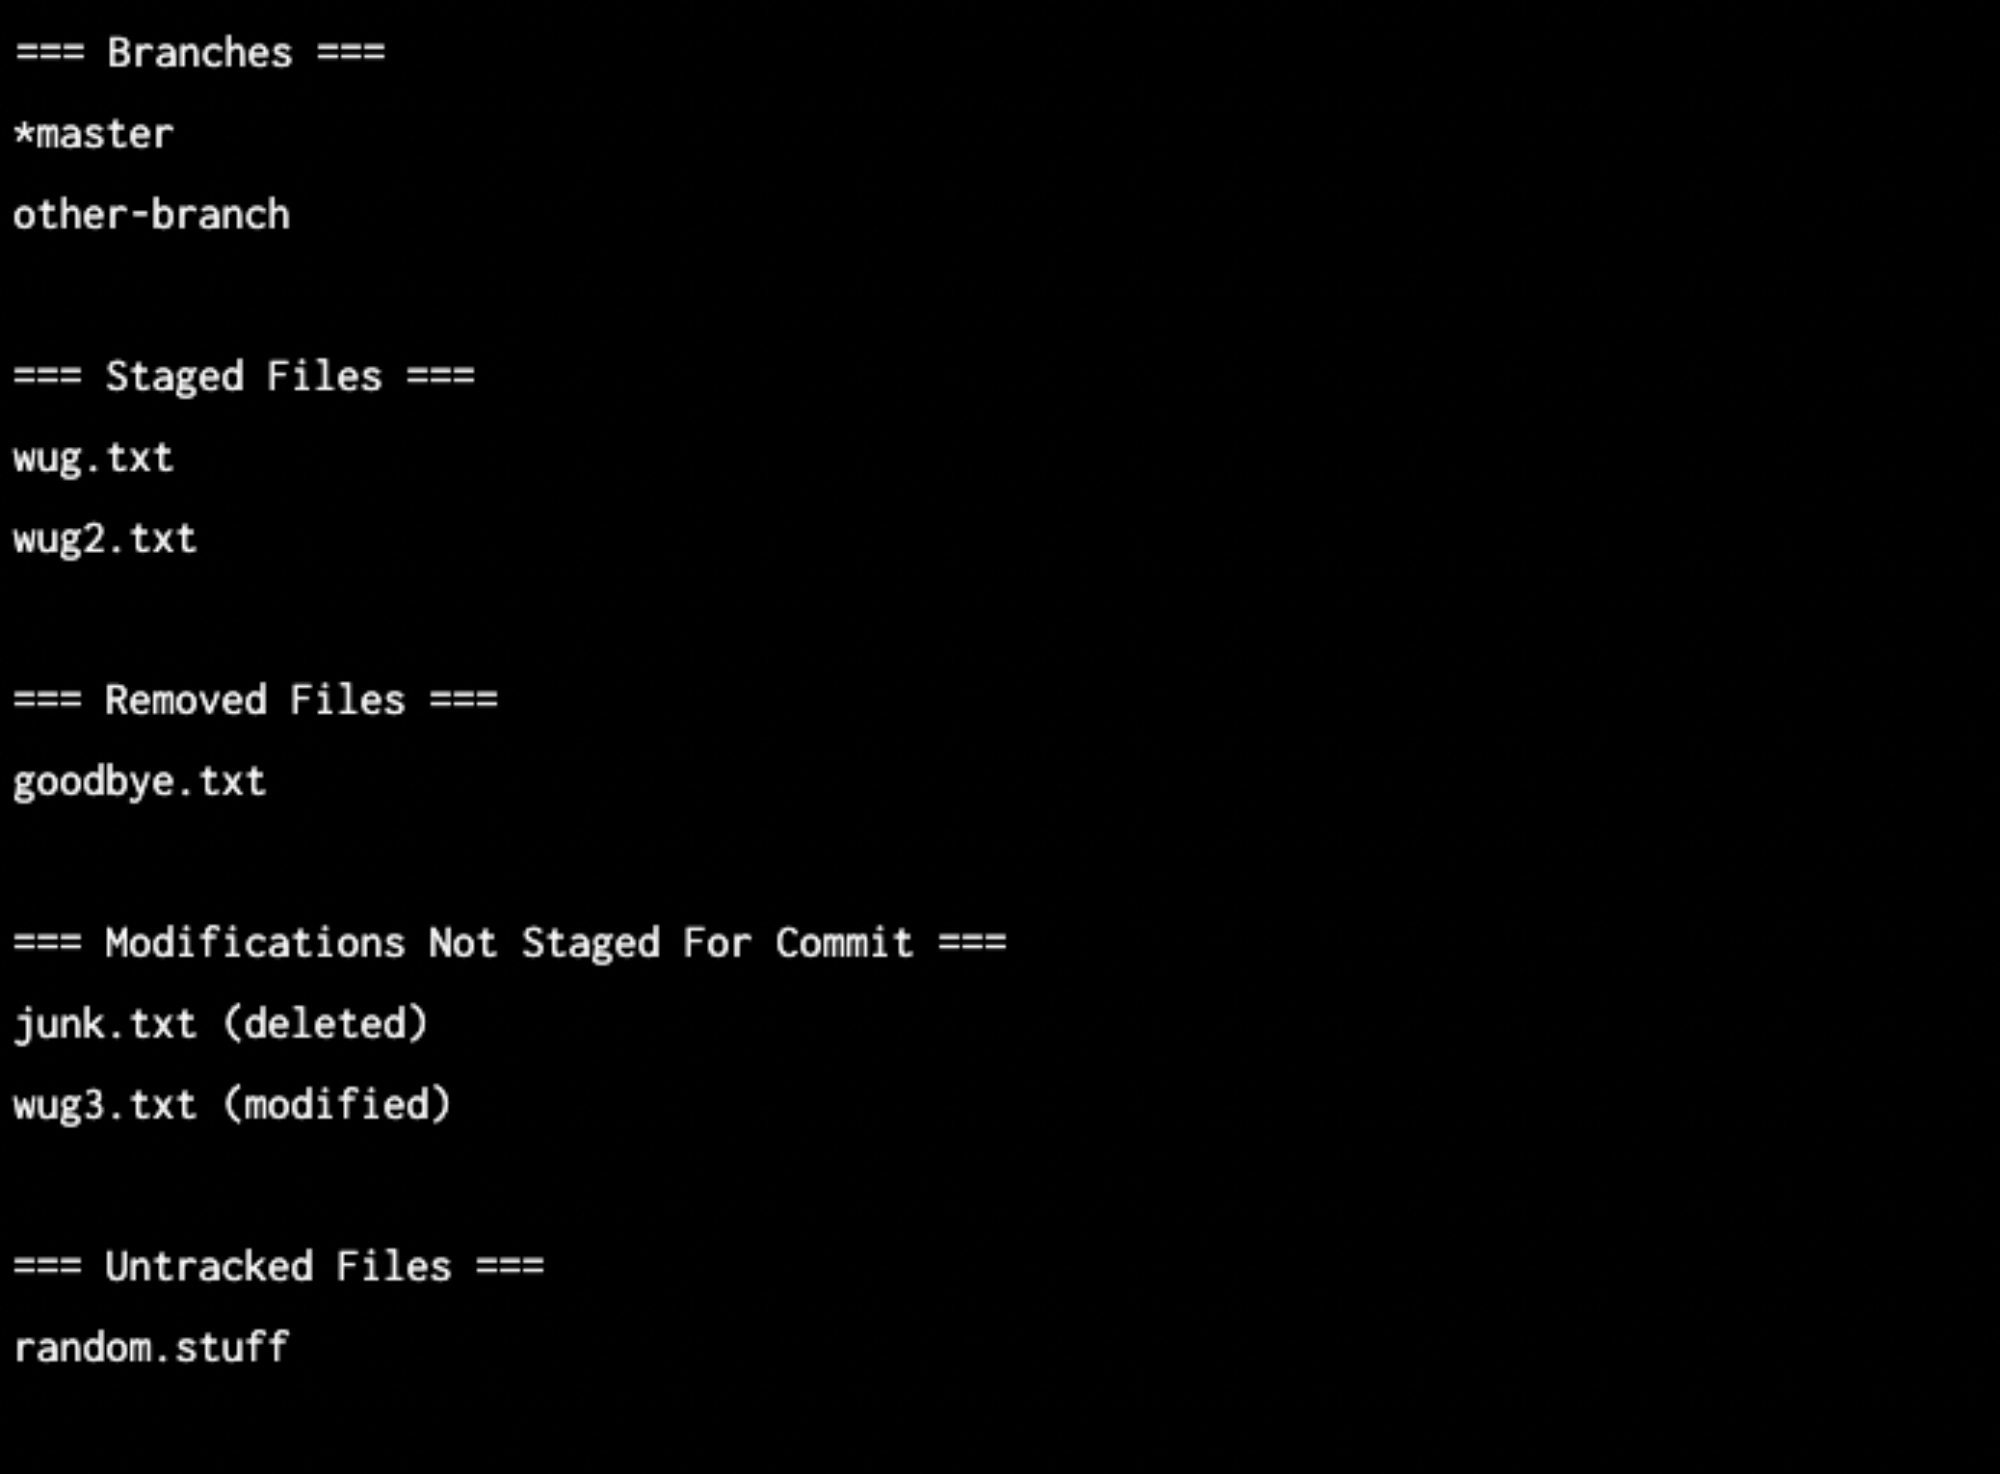 === Branches ===
*master
other-branch
=== Staged Files ===
wug.txt
wug2.txt
=== Removed Files ===
goodbye.txt
=== Modifications Not Staged For Commit ===
junk.txt (deleted)
wug3.txt (modified)
=== Untracked Files ===
random.stuff